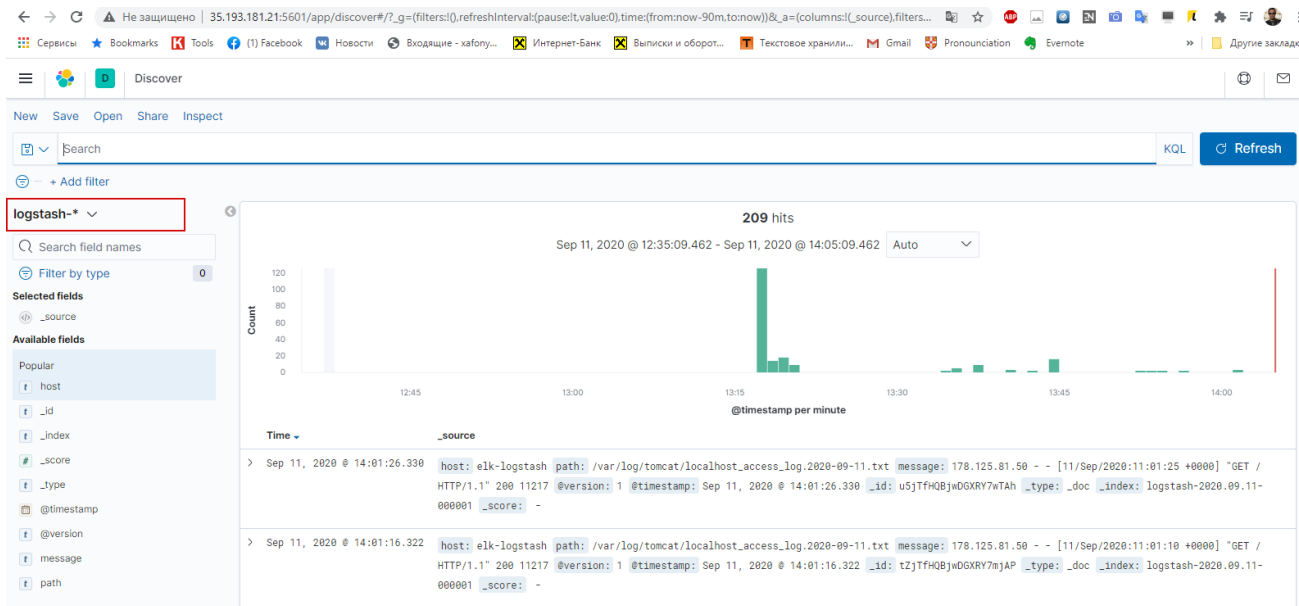 Не защищено | 35.193.181.21:5601/app/discover#/?_g=(filters:!(),refreshInterval:(pause:!t,value:0),time:(from:now-90m,to:now))&_a=(columns:!(_source),filters...
Сервисы Bookmarks Tools (1) Facebook Новости Входящие - xafony... Интернет-Банк Выписки и оборот... Текстовое хранили... Gmail Pronounciation Evernote » Другие заклад
D Discover
New Save Open Share Inspect
Search KQL Refresh
+ Add filter
logstash-*
209 hits
Search field names
Sep 11, 2020 @ 12:35:09.462 - Sep 11, 2020 @ 14:05:09.462 Auto
Filter by type 0
Selected fields
_source
Available fields
Popular
host
_id
_index
_score
_type
@timestamp
@version
message
path
Count
120
100
80
60
40
20
0
12:45 13:00 13:15 13:30 13:45 14:00
@timestamp per minute
Time _source
Sep 11, 2020 @ 14:01:26.330 host: elk-logstash path: /var/log/tomcat/localhost_access_log.2020-09-11.txt message: 178.125.81.50 - - [11/Sep/2020:11:01:25 +0000] "GET /
HTTP/1.1" 200 11217 @version: 1 @timestamp: Sep 11, 2020 @ 14:01:26.330 _id: u5jTfHQBjwDGXRY7wTAh _type: _doc _index: logstash-2020.09.11-
000001 _score: -
Sep 11, 2020 @ 14:01:16.322 host: elk-logstash path: /var/log/tomcat/localhost_access_log.2020-09-11.txt message: 178.125.81.50 - - [11/Sep/2020:11:01:10 +0000] "GET /
HTTP/1.1" 200 11217 @version: 1 @timestamp: Sep 11, 2020 @ 14:01:16.322 _id: tZjTfHQBjwDGXRY7mjAP _type: _doc _index: logstash-2020.09.11-
000001 _score: -